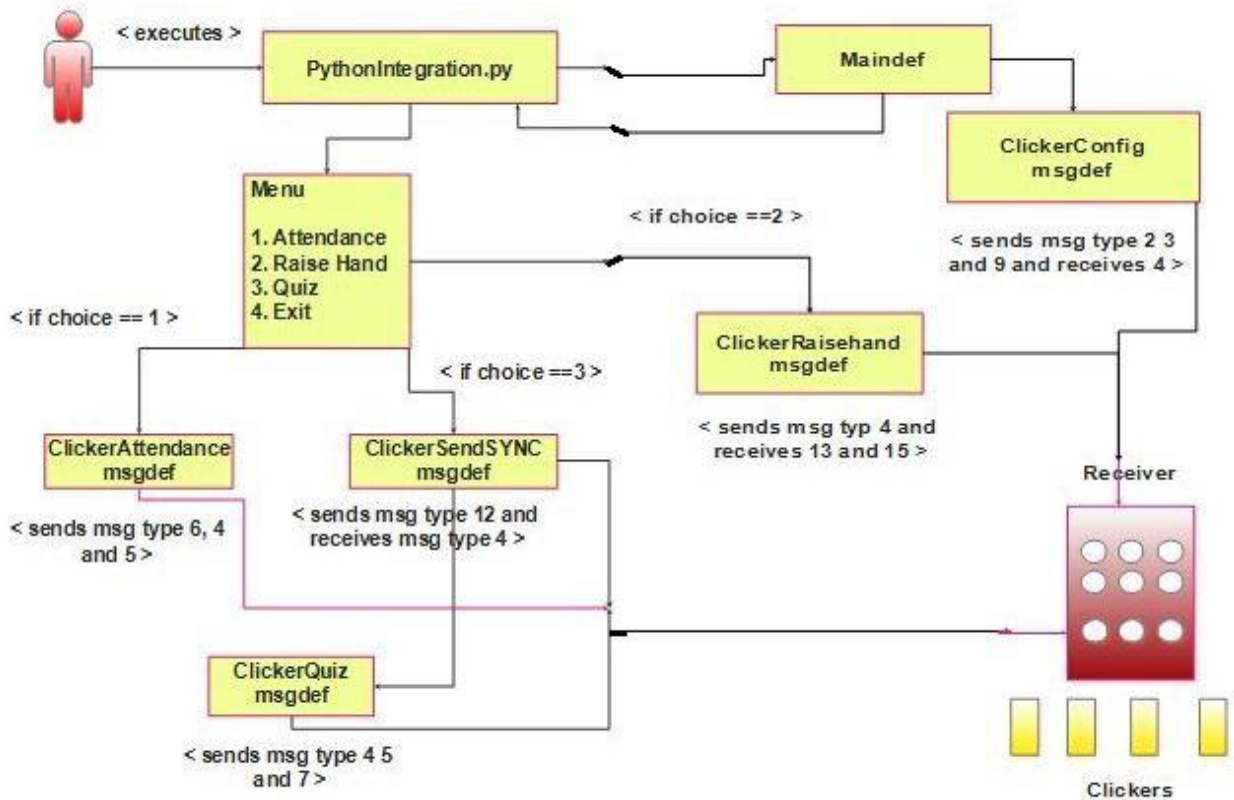 < executes >
PythonIntegration.py
Maindef
ClickerConfig
msgdef
Menu
1. Attendance
2. Raise Hand
3. Quiz
4. Exit
< if choice ==2 >
< sends msg type 2 3
and 9 and receives 4 >
< if choice == 1 >
ClickerRaisehand
msgdef
< if choice ==3 >
< sends msg typ 4 and
receives 13 and 15 >
ClickerAttendance
msgdef
ClickerSendSYNC
msgdef
Receiver
< sends msg type 6, 4
and 5 >
< sends msg type 12 and
receives msg type 4 >
ClickerQuiz
msgdef
< sends msg type 4 5
and 7 >
Clickers